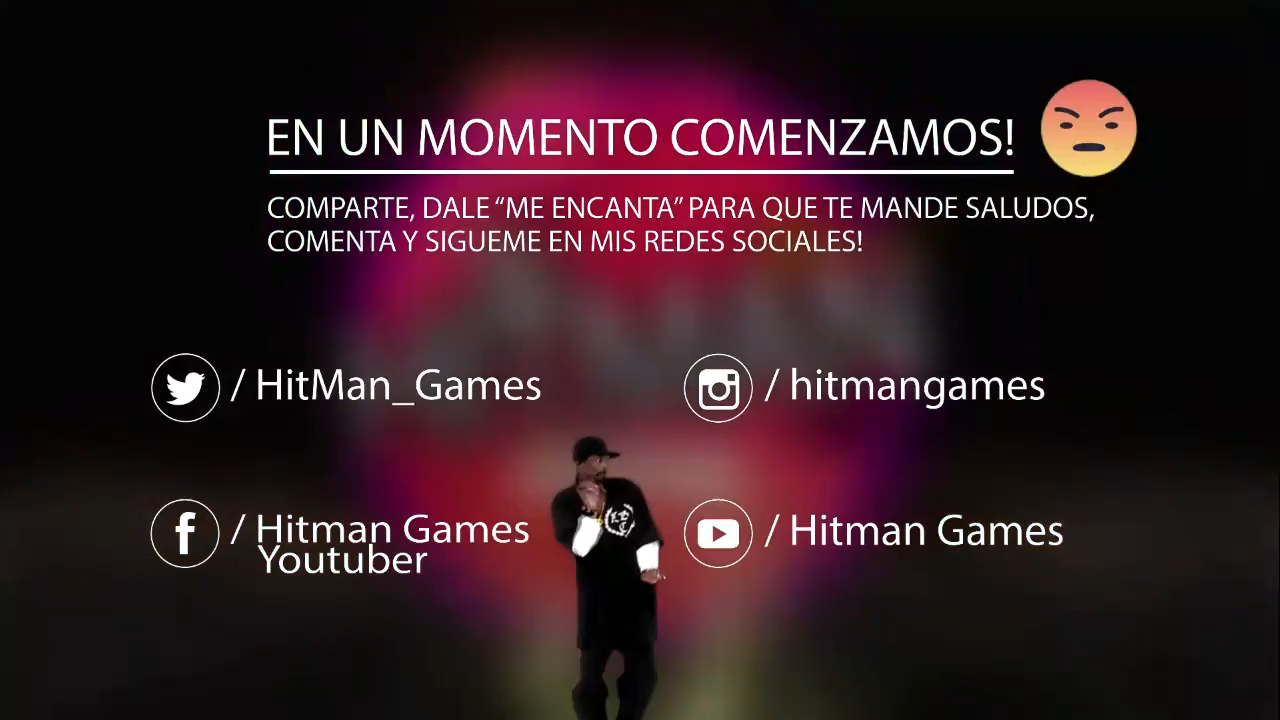 EN UN MOMENTO COMENZAMOS!
COMPARTE, DALE “ME ENCANTA” PARA QUE TE MANDE SALUDOS,
COMENTA Y SIGUEME EN MIS REDES SOCIALES!
/ HitMan_Games
/ hitmangames
/ Hitman Games
Youtuber
/ Hitman Games